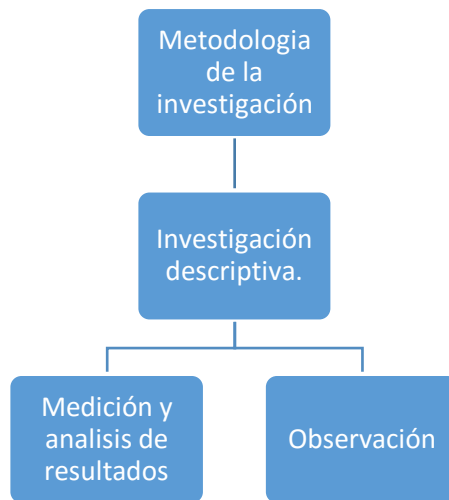 Metodologia
de la
investigación
Investigación
descriptiva.
Medición y
analisis de
resultados
Observación